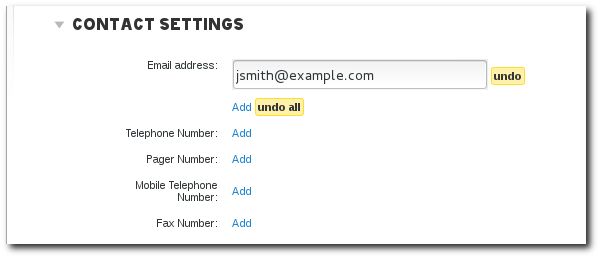 CONTACT SETTINGS
Email address: jsmith@example.com undo
Add undo all
Telephone Number: Add
Pager Number: Add
Mobile Telephone
Number: Add
Fax Number: Add